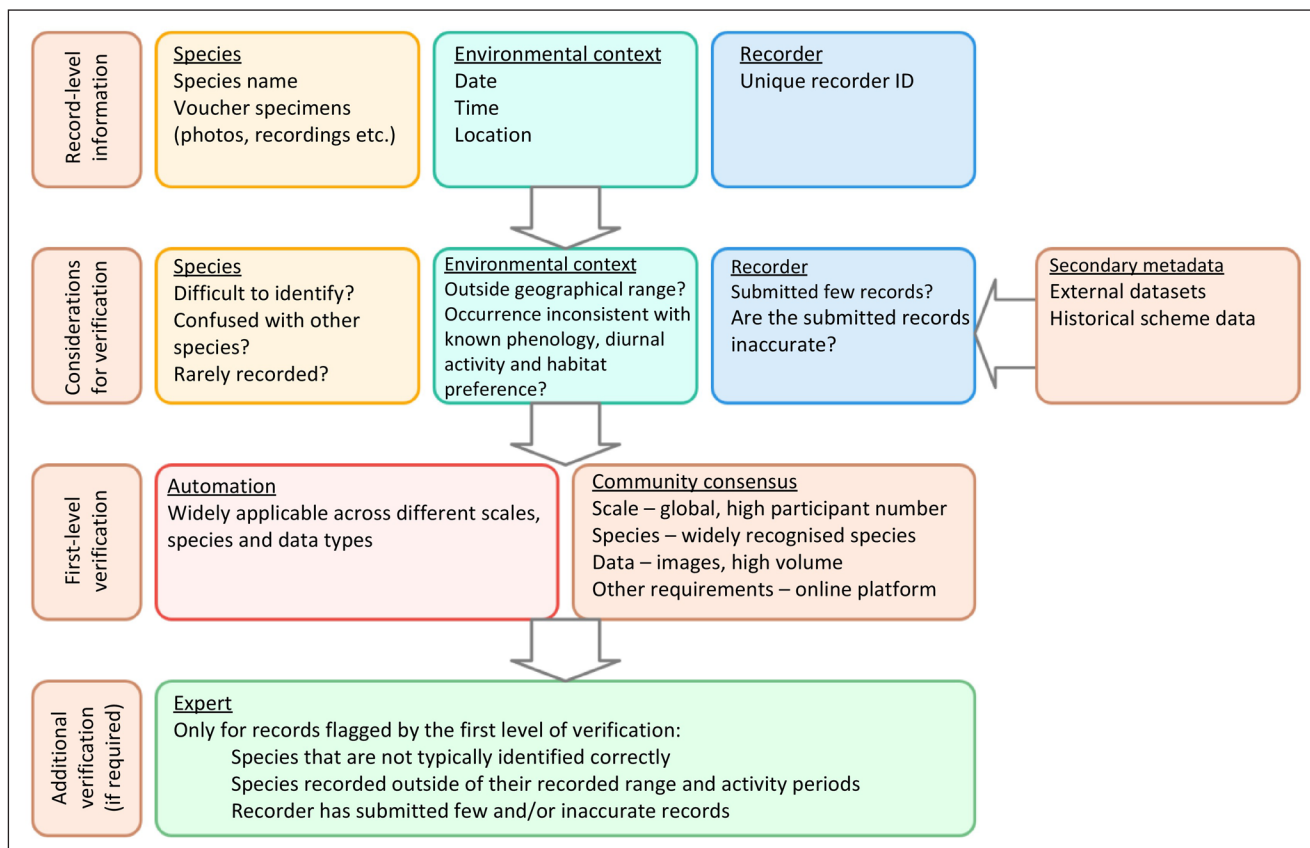 Record-level
information
Species
Species name
Voucher specimens
(photos, recordings etc.)
Environmental context
Date
Time
Location
Recorder
Unique recorder ID
Considerations
for verification
Species
Difficult to identify?
Confused with other
species?
Rarely recorded?
Environmental context
Outside geographical range?
Occurrence inconsistent with
known phenology, diurnal
activity and habitat
preference?
Recorder
Submitted few records?
Are the submitted records
inaccurate?
Secondary metadata
External datasets
Historical scheme data
First-level
verification
Automation
Widely applicable across different scales,
species and data types
Community consensus
Scale – global, high participant number
Species – widely recognised species
Data – images, high volume
Other requirements – online platform
Additional
verification
(if required)
Expert
Only for records flagged by the first level of verification:
Species that are not typically identified correctly
Species recorded outside of their recorded range and activity periods
Recorder has submitted few and/or inaccurate records